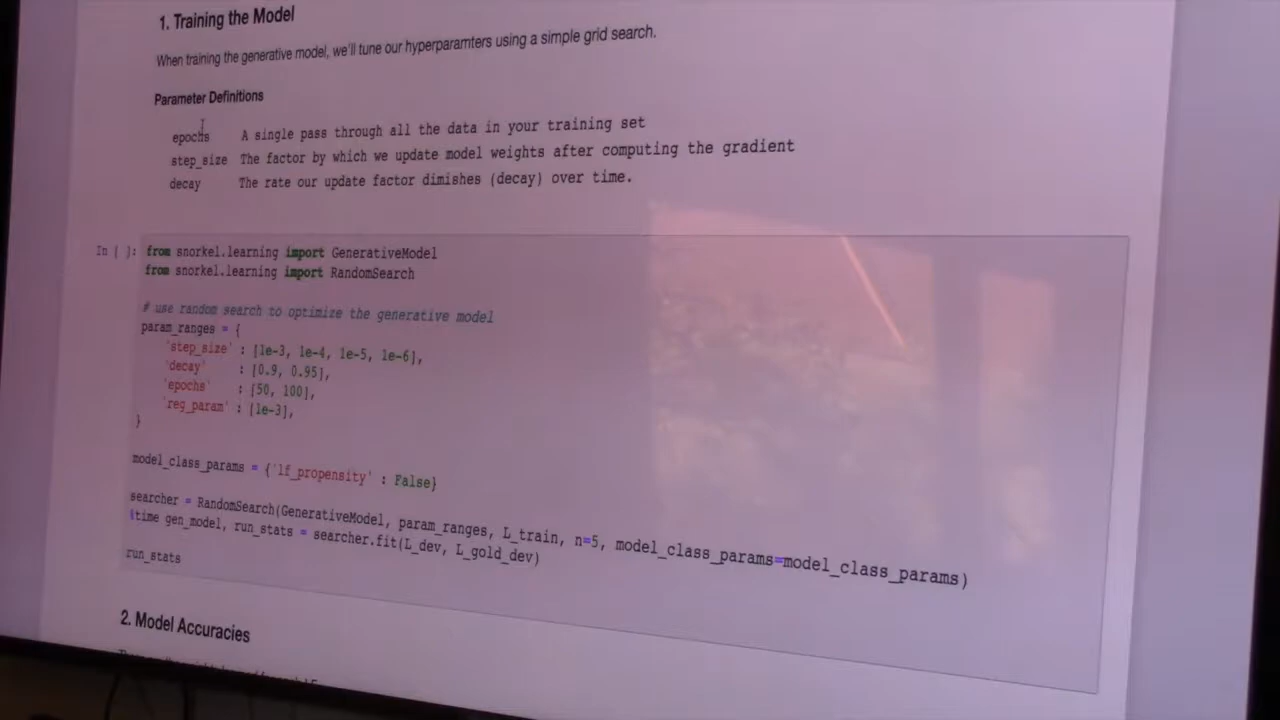 1. Training the Model
When training the generative model, we'll tune our hyperparamters using a simple grid search.
Parameter Definitions
epochs A single pass through all the data in your training set
step_size The factor by which we update model weights after computing the gradient
decay The rate our update factor dimishes (decay) over time.
In [ ]: from snorkel.learning import GenerativeModel
from snorkel.learning import RandomSearch
# use random search to optimize the generative model
param_ranges = {
'step_size' : [1e-3, 1e-4, 1e-5, 1e-6],
'decay' : [0.9, 0.95],
'epochs' : [50, 100],
'reg_param' : [1e-3],
}
model_class_params = {'lf_propensity' : False}
searcher = RandomSearch(GenerativeModel, param_ranges, L_train, n=5, model_class_params=model_class_params)
%time gen_model, run_stats = searcher.fit(L_dev, L_gold_dev)
run_stats
2. Model Accuracies